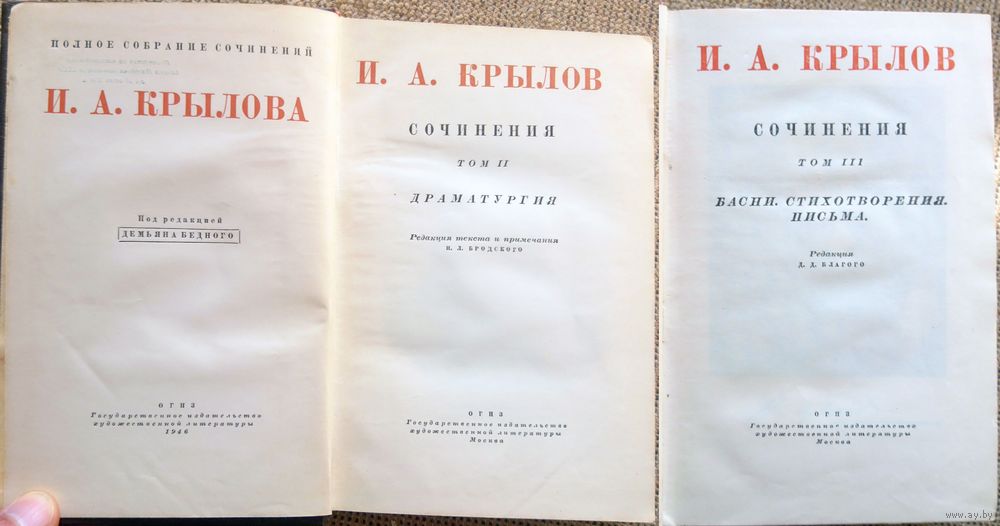 ПОЛНОЕ СОБРАНИЕ СОЧИНЕНИЙ
И. А. КРЫЛОВА
Под редакцией
ДЕМЬЯНА БЕДНОГО
ОГИЗ
Государственное издательство
художественной литературы
1946
И. А. КРЫЛОВ
СОЧИНЕНИЯ
ТОМ II
ДРАМАТУРГИЯ
Редакция текста и примечания
Н. Л. БРОДСКОГО
ОГИЗ
Государственное издательство
художественной литературы
Москва
И. А. КРЫЛОВ
СОЧИНЕНИЯ
ТОМ III
БАСНИ. СТИХОТВОРЕНИЯ.
ПИСЬМА.
Редакция
Д. Д. БЛАГОГО
ОГИЗ
Государственное издательство
художественной литературы
Москва
www.ay.by